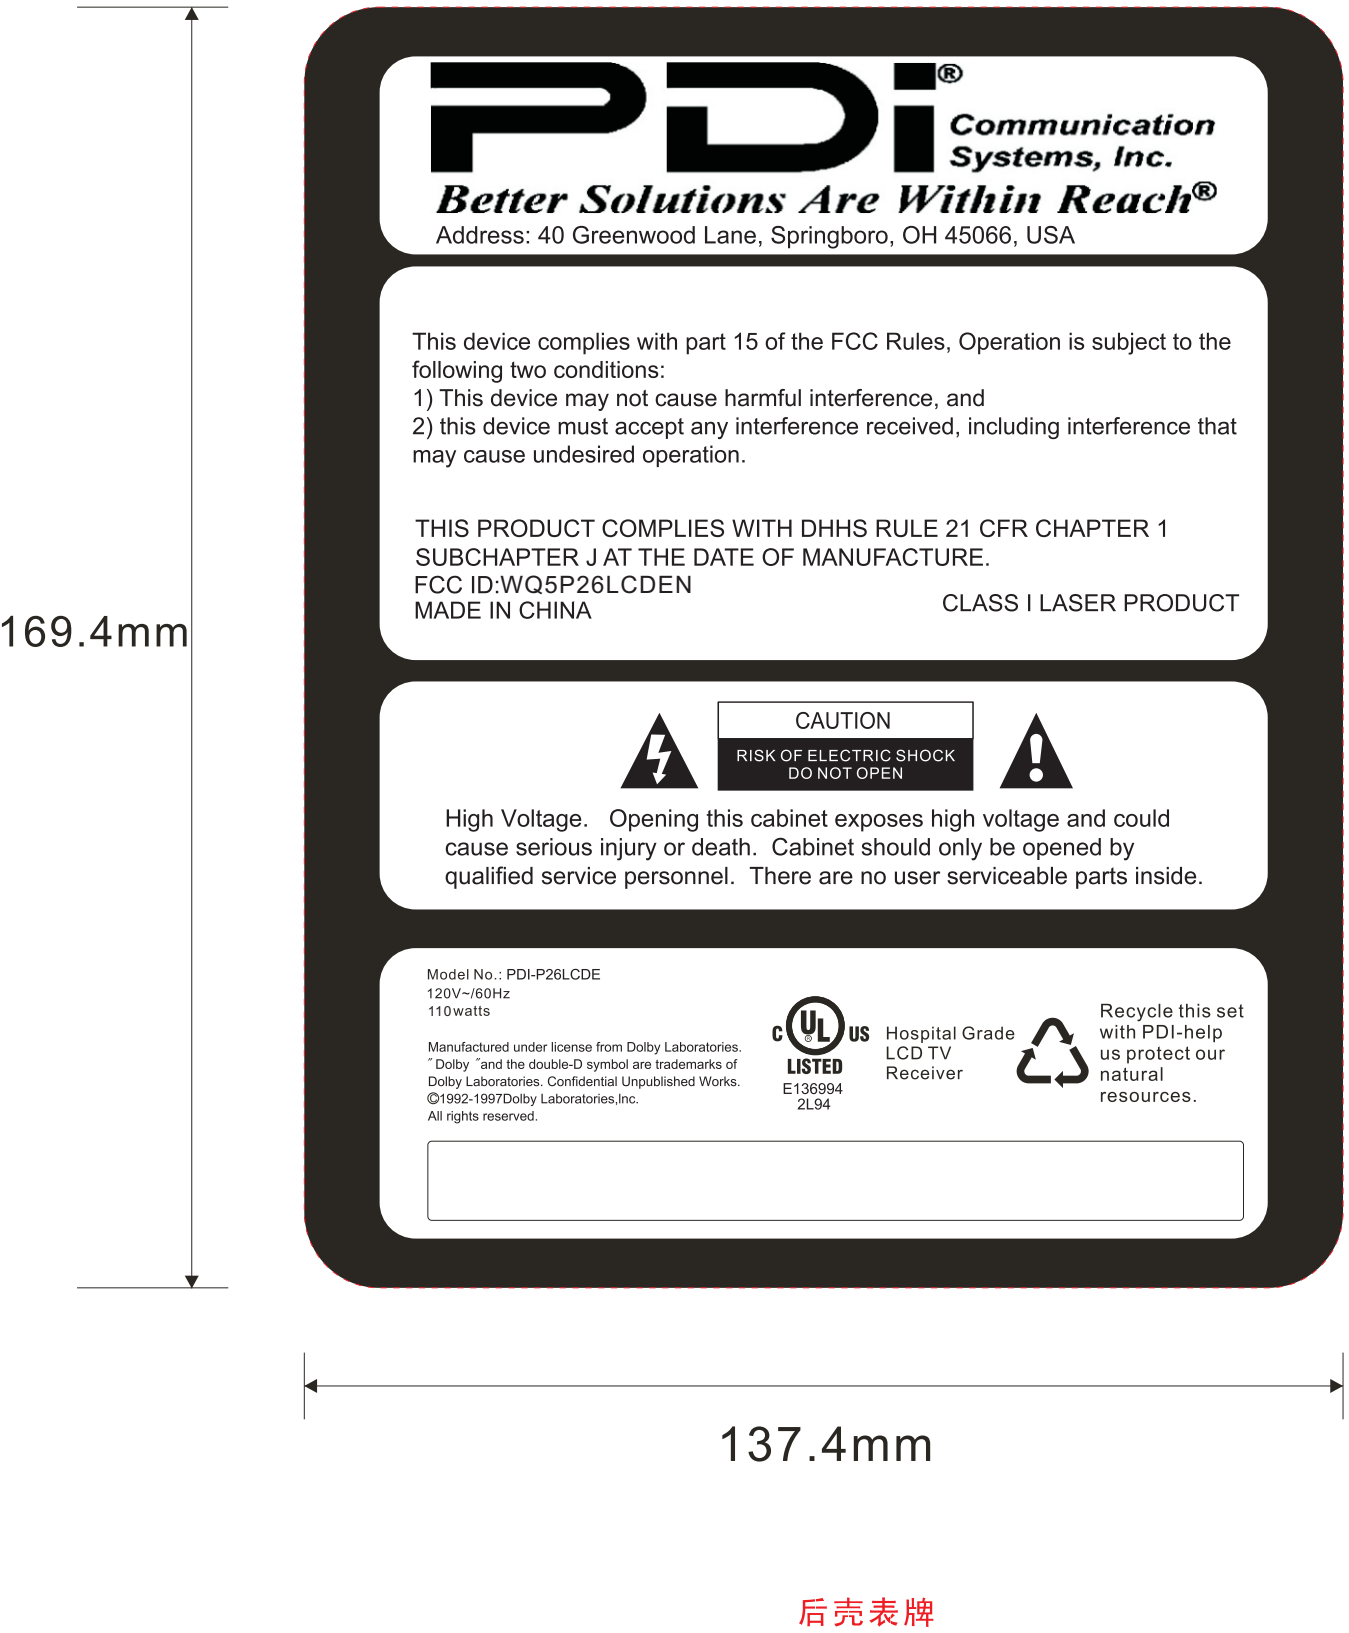 PDi®
Communication
Systems, Inc.
Better Solutions Are Within Reach®
Address: 40 Greenwood Lane, Springboro, OH 45066, USA
This device complies with part 15 of the FCC Rules, Operation is subject to the
following two conditions:
1) This device may not cause harmful interference, and
2) this device must accept any interference received, including interference that
may cause undesired operation.
THIS PRODUCT COMPLIES WITH DHHS RULE 21 CFR CHAPTER 1
SUBCHAPTER J AT THE DATE OF MANUFACTURE.
FCC ID:WQ5P26LCDEN
MADE IN CHINA
CLASS I LASER PRODUCT
169.4mm
CAUTION
RISK OF ELECTRIC SHOCK
DO NOT OPEN
High Voltage. Opening this cabinet exposes high voltage and could
cause serious injury or death. Cabinet should only be opened by
qualified service personnel. There are no user serviceable parts inside.
Model No.: PDI-P26LCDE
120V~/60Hz
110watts
Manufactured under license from Dolby Laboratories.
"Dolby "and the double-D symbol are trademarks of
Dolby Laboratories. Confidential Unpublished Works.
©1992-1997Dolby Laboratories,Inc.
All rights reserved.
C UL® US
LISTED
E136994
2L94
Hospital Grade
LCD TV
Receiver
Recycle this set
with PDI-help
us protect our
natural
resources.
137.4mm
后壳表牌